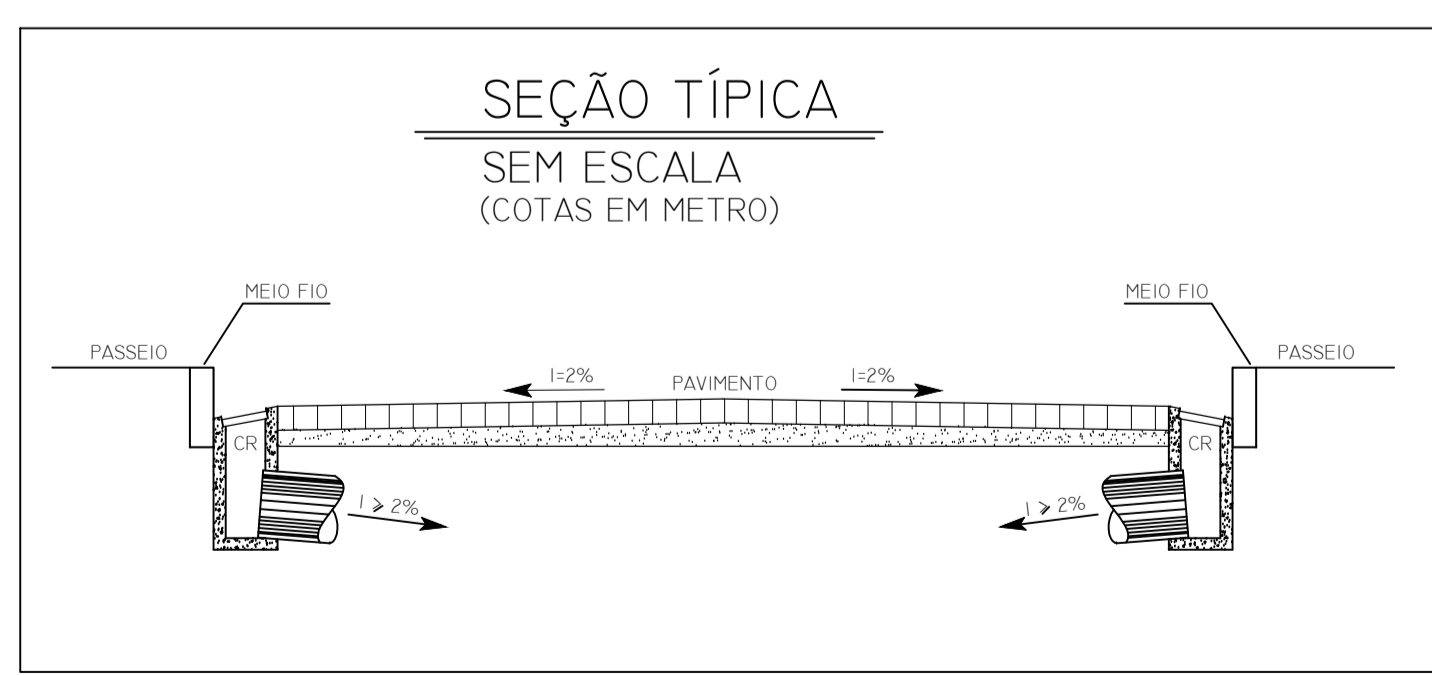 SEÇÃO TÍPICA
SEM ESCALA
(COTAS EM METRO)
MEIO FIO
MEIO FIO
PASSEIO
PASSEIO
I=2%
PAVIMENTO
I=2%
CR
CR
I ⩾ 2%
I ⩾ 2%